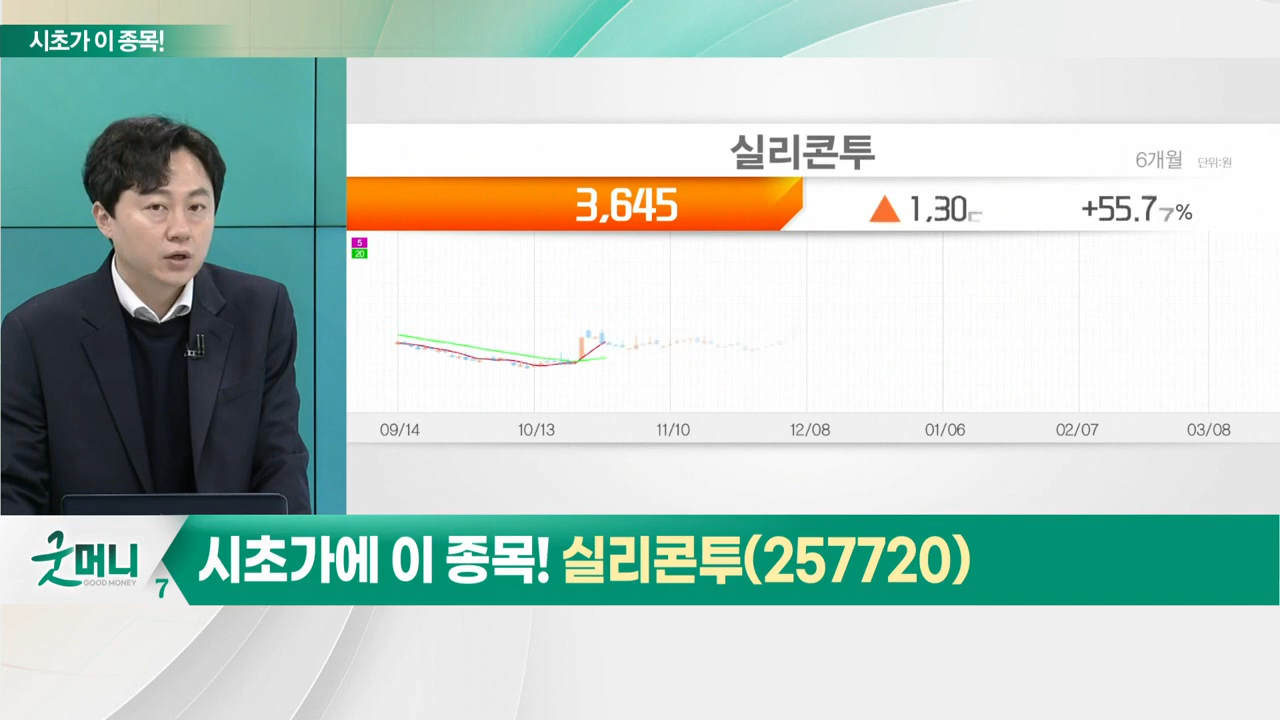 시초가 이 종목!
실리콘투
6개월 단위:원
3,645
▲ 1,30
+55.7 %
5
20
09/14 10/13 11/10 12/08 01/06 02/07 03/08
굿머니
GOOD MONEY
7
시초가에 이 종목! 실리콘투(257720)